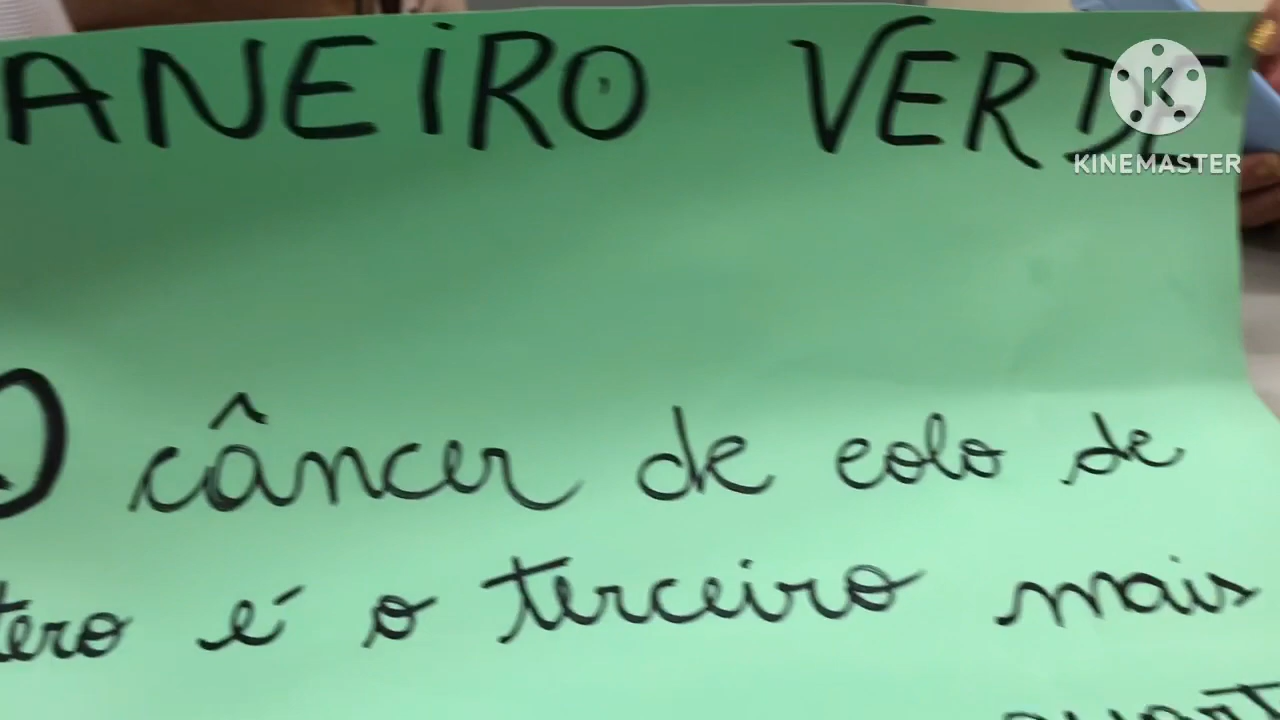 ANEIRO VERDE
KINEMASTER
O câncer de colo de
tero é o terceiro mais